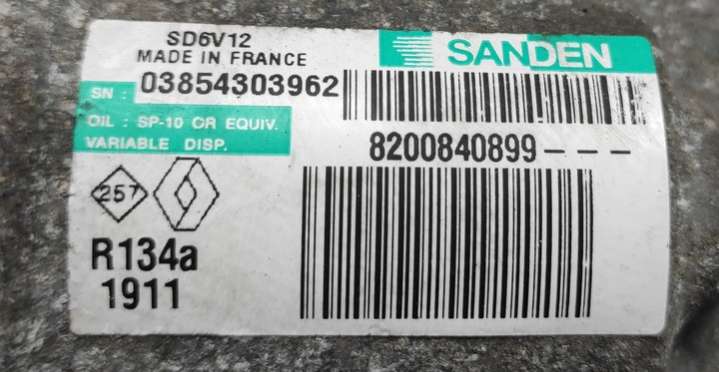 SD6V12
MADE IN FRANCE
SANDEN
SN : 03854303962
OIL : SP-10 OR EQUIV.
VARIABLE DISP.
8200840899---
257
R134a
1911